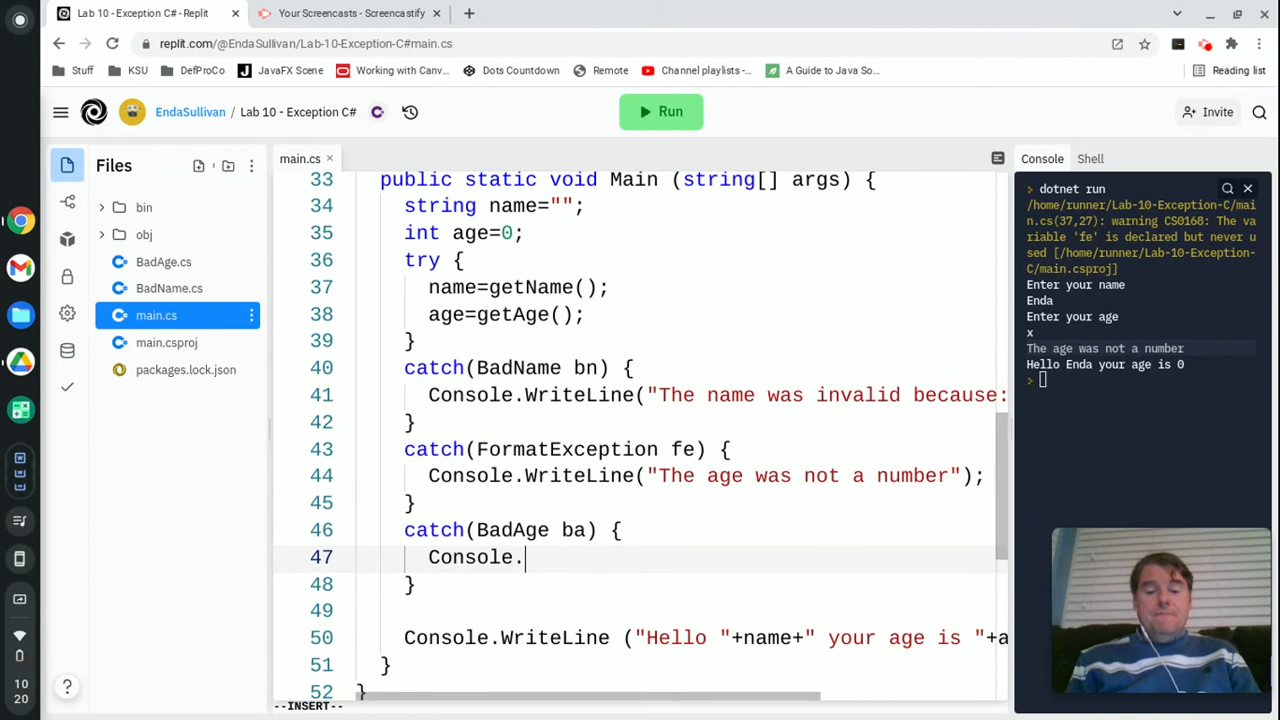 Lab 10 - Exception C# - Replit
Your Screencasts - Screencastify
replit.com/@EndaSullivan/Lab-10-Exception-C#main.cs
Stuff
KSU
DefProCo
JavaFX Scene
Working with Canv...
Dots Countdown
Remote
Channel playlists -...
A Guide to Java So...
Reading list
EndaSullivan / Lab 10 - Exception C#
Run
Invite
Files
bin
obj
BadAge.cs
BadName.cs
main.cs
main.csproj
packages.lock.json
main.cs
33 public static void Main (string[] args) {
34 string name="";
35 int age=0;
36 try {
37 name=getName();
38 age=getAge();
39 }
40 catch(BadName bn) {
41 Console.WriteLine("The name was invalid because:
42 }
43 catch(FormatException fe) {
44 Console.WriteLine("The age was not a number");
45 }
46 catch(BadAge ba) {
47 Console.
48 }
49
50 Console.WriteLine ("Hello "+name+" your age is "+a
51 }
52 }
--INSERT--
Console
Shell
> dotnet run
/home/runner/Lab-10-Exception-C/mai
n.cs(37,27): warning CS0168: The va
riable 'fe' is declared but never u
sed [/home/runner/Lab-10-Exception-
C/main.csproj]
Enter your name
Enda
Enter your age
x
The age was not a number
Hello Enda your age is 0
>
10
20
?